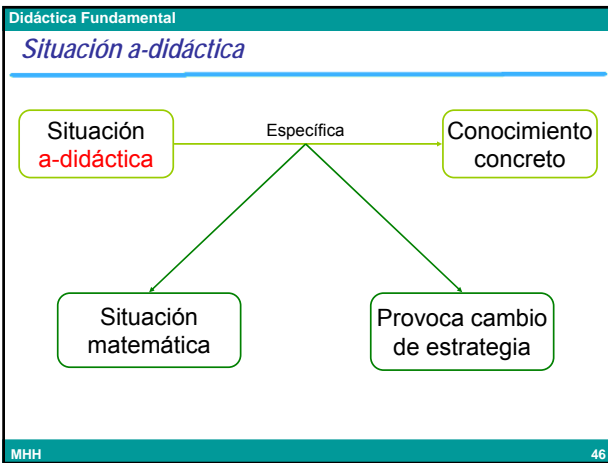 Didáctica Fundamental
Situación a-didáctica
Situación
a-didáctica
Específica
Conocimiento
concreto
Situación
matemática
Provoca cambio
de estrategia
MHH
46